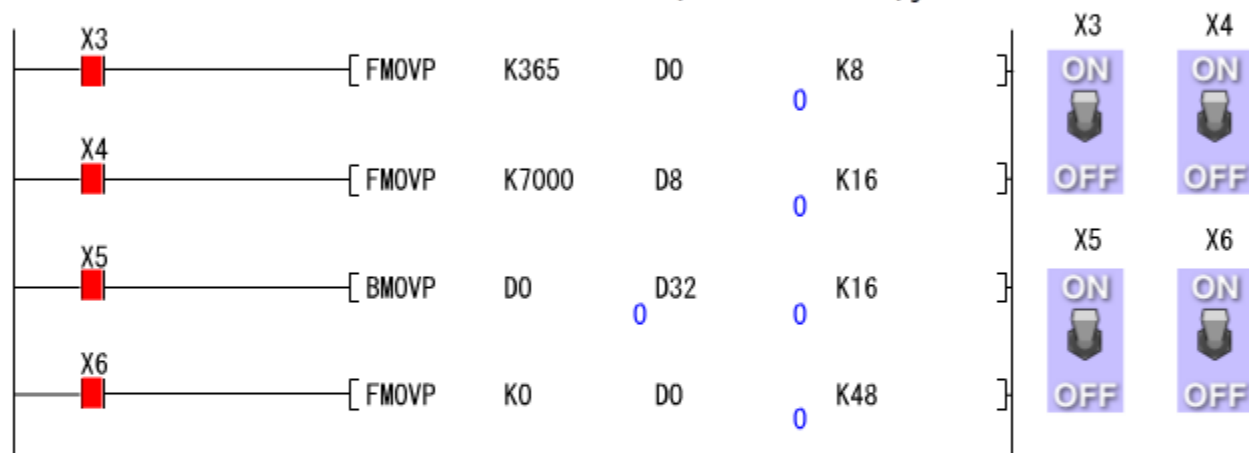 X3 X4
X3
FMOVP K365 D0 K8
0
ON ON
X4
FMOVP K7000 D8 K16
0
OFF OFF
X5 X6
X5
BMOVP D0 D32 K16
0 0
ON ON
X6
FMOVP K0 D0 K48
0
OFF OFF